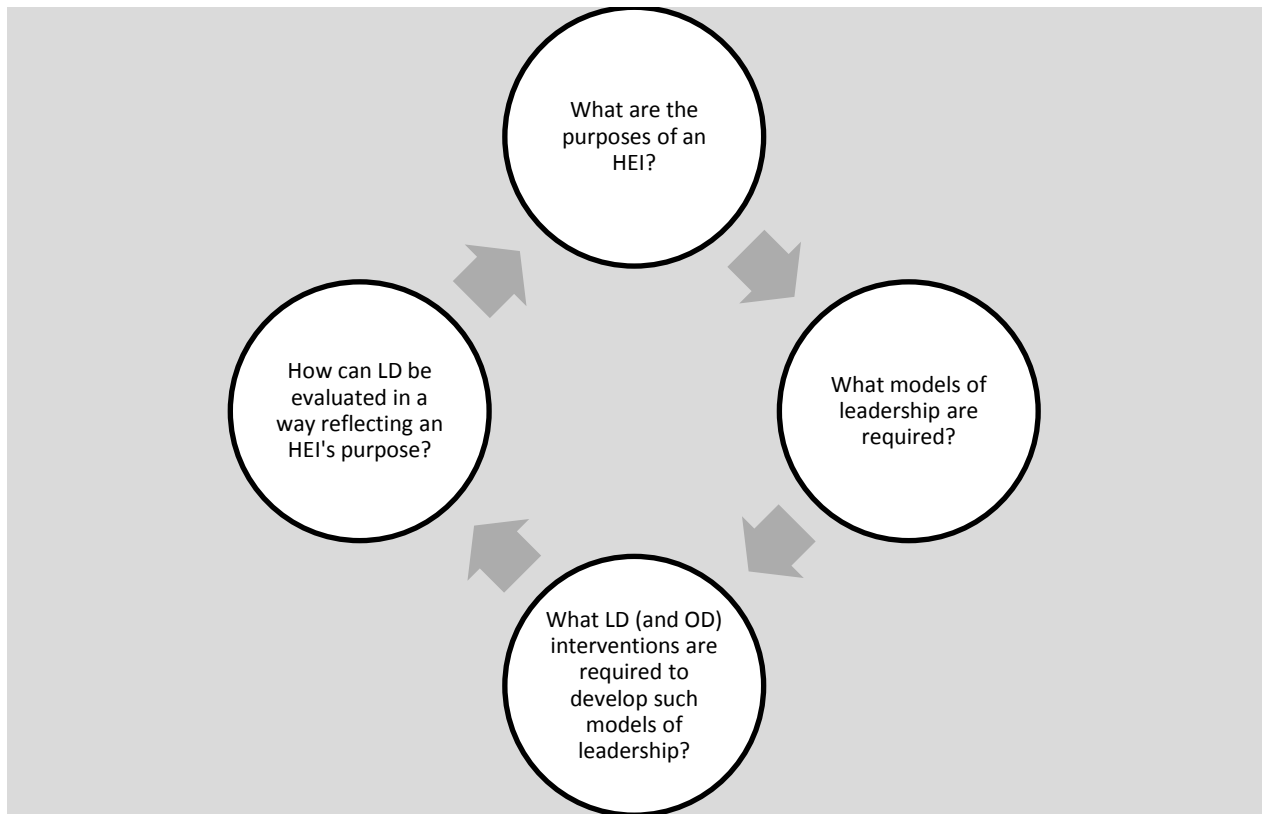 What are the
purposes of an
HEI?
What models of
leadership are
required?
What LD (and OD)
interventions are
required to
develop such
models of
leadership?
How can LD be
evaluated in a
way reflecting an
HEI's purpose?